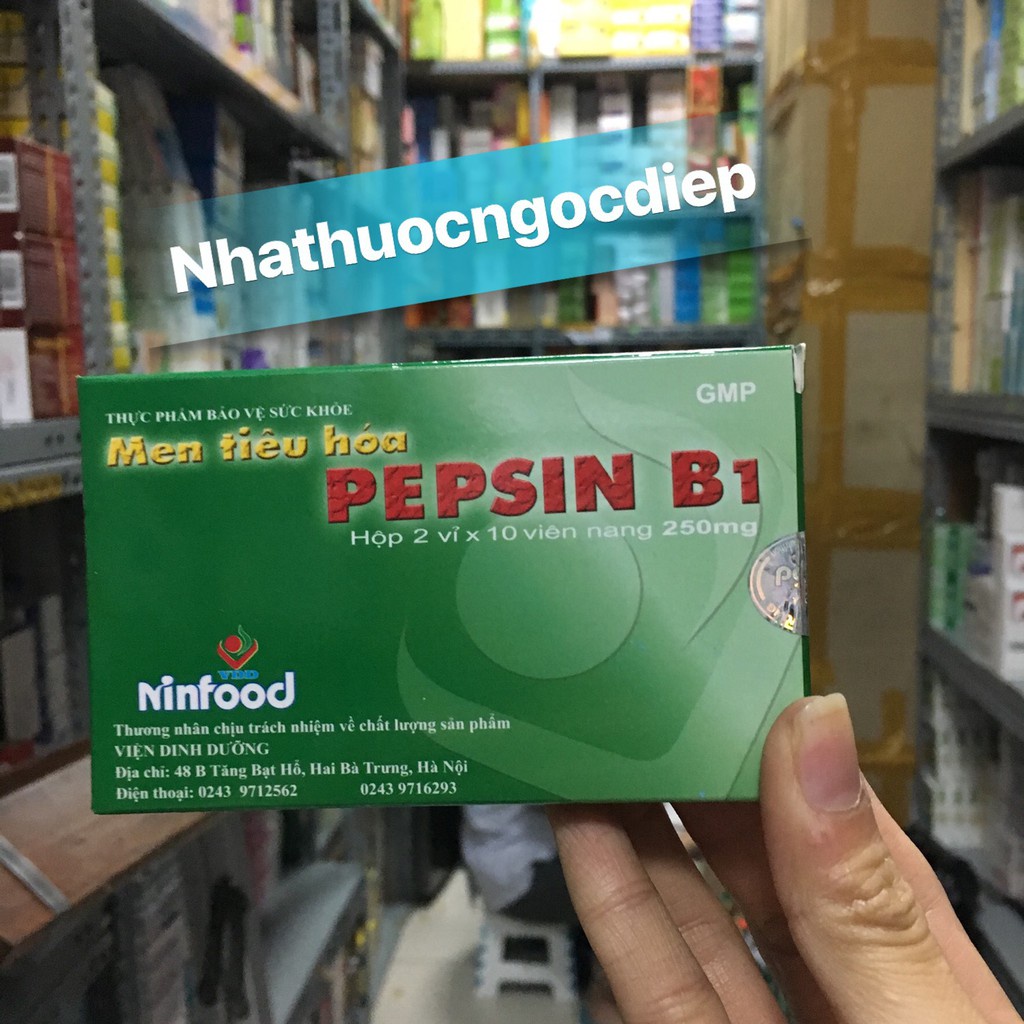 Nhathuocngocdiep
GMP
THỰC PHẨM BẢO VỆ SỨC KHỎE
Men tiêu hóa
PEPSIN B1
Hộp 2 vỉ x 10 viên nang 250mg
VDD
Ninfood
Thương nhân chịu trách nhiệm về chất lượng sản phẩm
VIỆN DINH DƯỠNG
Địa chỉ: 48 B Tăng Bạt Hổ, Hai Bà Trưng, Hà Nội
Điện thoại: 0243 9712562 0243 9716293